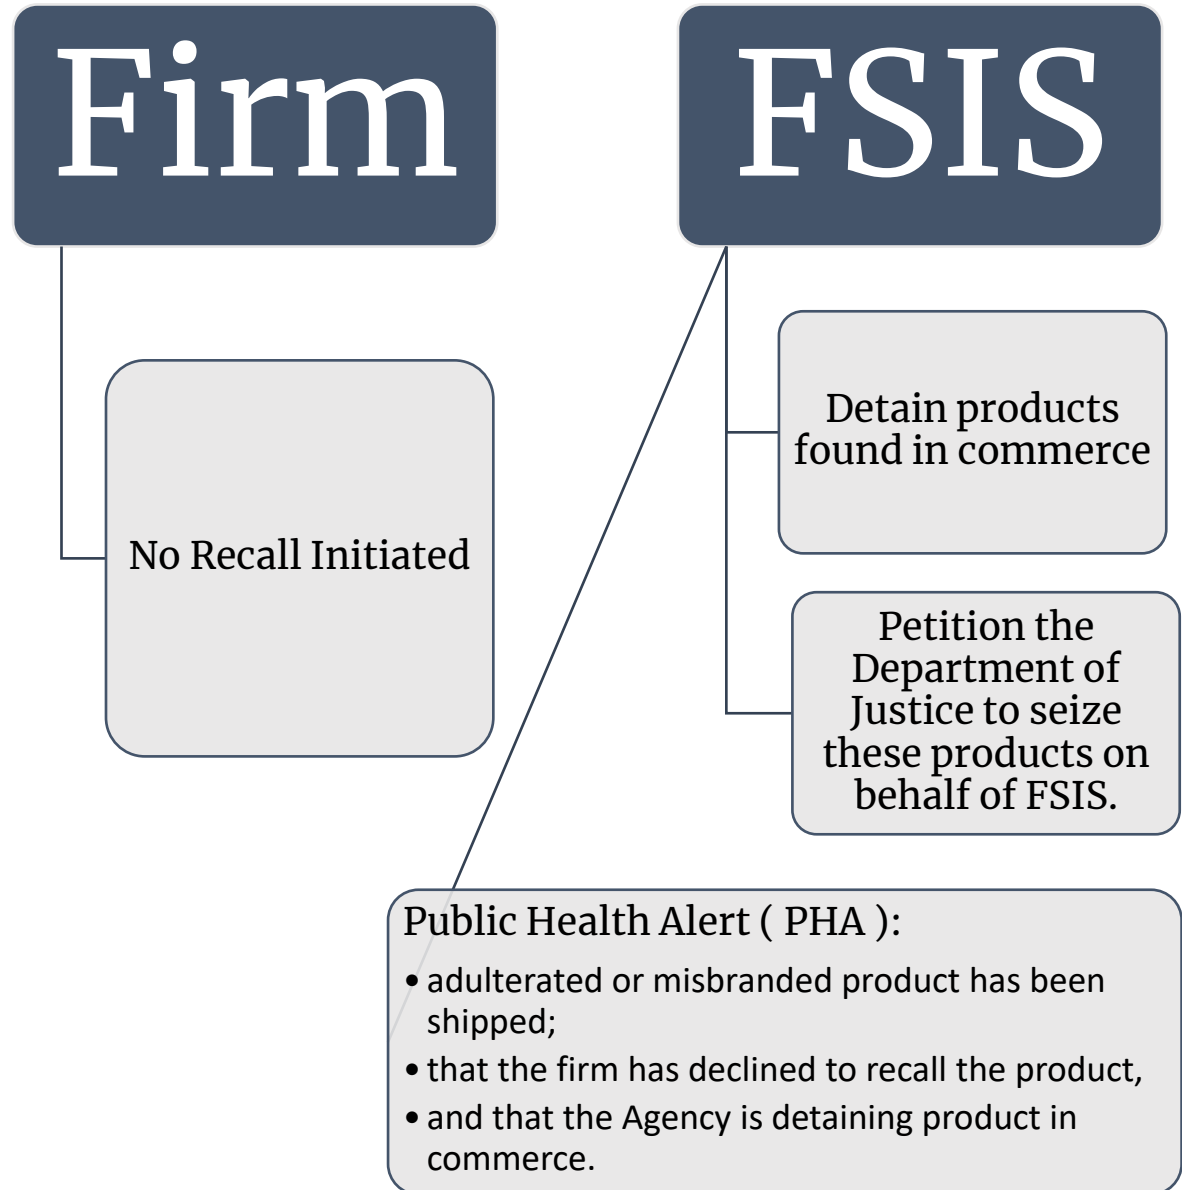 Firm
FSIS
No Recall Initiated
Detain products
found in commerce
Petition the
Department of
Justice to seize
these products on
behalf of FSIS.
Public Health Alert ( PHA ):
• adulterated or misbranded product has been
shipped;
• that the firm has declined to recall the product,
• and that the Agency is detaining product in
commerce.